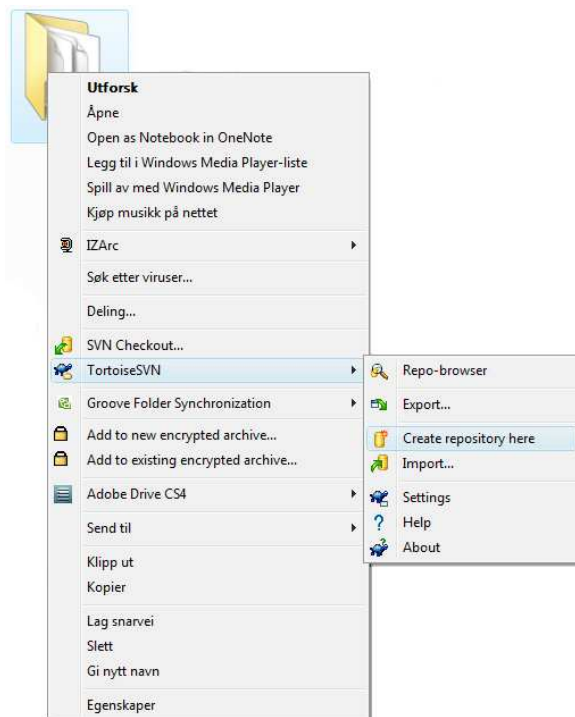 Utforsk
Åpne
Open as Notebook in OneNote
Legg til i Windows Media Player-liste
Spill av med Windows Media Player
Kjøp musikk på nettet
IZArc
Søk etter viruser...
Deling...
SVN Checkout...
TortoiseSVN
Groove Folder Synchronization
Add to new encrypted archive...
Add to existing encrypted archive...
Adobe Drive CS4
Send til
Klipp ut
Kopier
Lag snarvei
Slett
Gi nytt navn
Egenskaper
Repo-browser
Export...
Create repository here
Import...
Settings
Help
About